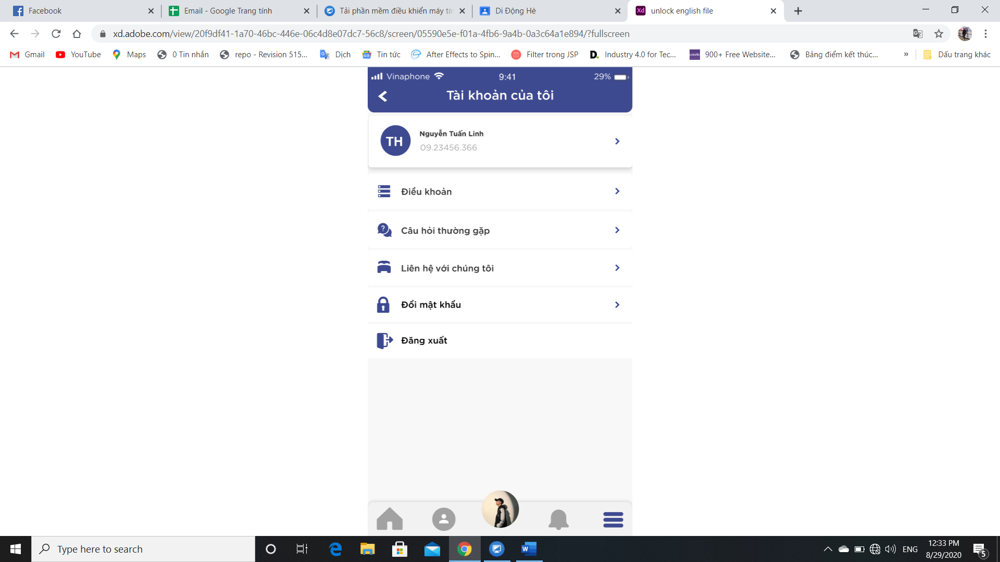 Facebook
Email - Google Trang tính
Tải phần mềm điều khiển máy tín
Di Động Hè
Xd unlock english file
xd.adobe.com/view/20f9df41-1a70-46bc-446e-06c4d8e07dc7-56c8/screen/05590e5e-f01a-4fb6-9a4b-0a3c64a1e894/?fullscreen
Gmail YouTube Maps 0 Tin nhắn repo - Revision 515... Dịch Tin tức After Effects to Spin... Filter trong JSP D. Industry 4.0 for Tec... 900+ Free Website... Bảng điểm kết thúc... » Dấu trang khác
Vinaphone 9:41 29%
Tài khoản của tôi
TH
Nguyễn Tuấn Linh
09.23456.366
Điều khoản
Câu hỏi thường gặp
Liên hệ với chúng tôi
Đổi mật khẩu
Đăng xuất
Type here to search
ENG
12:33 PM
8/29/2020
5